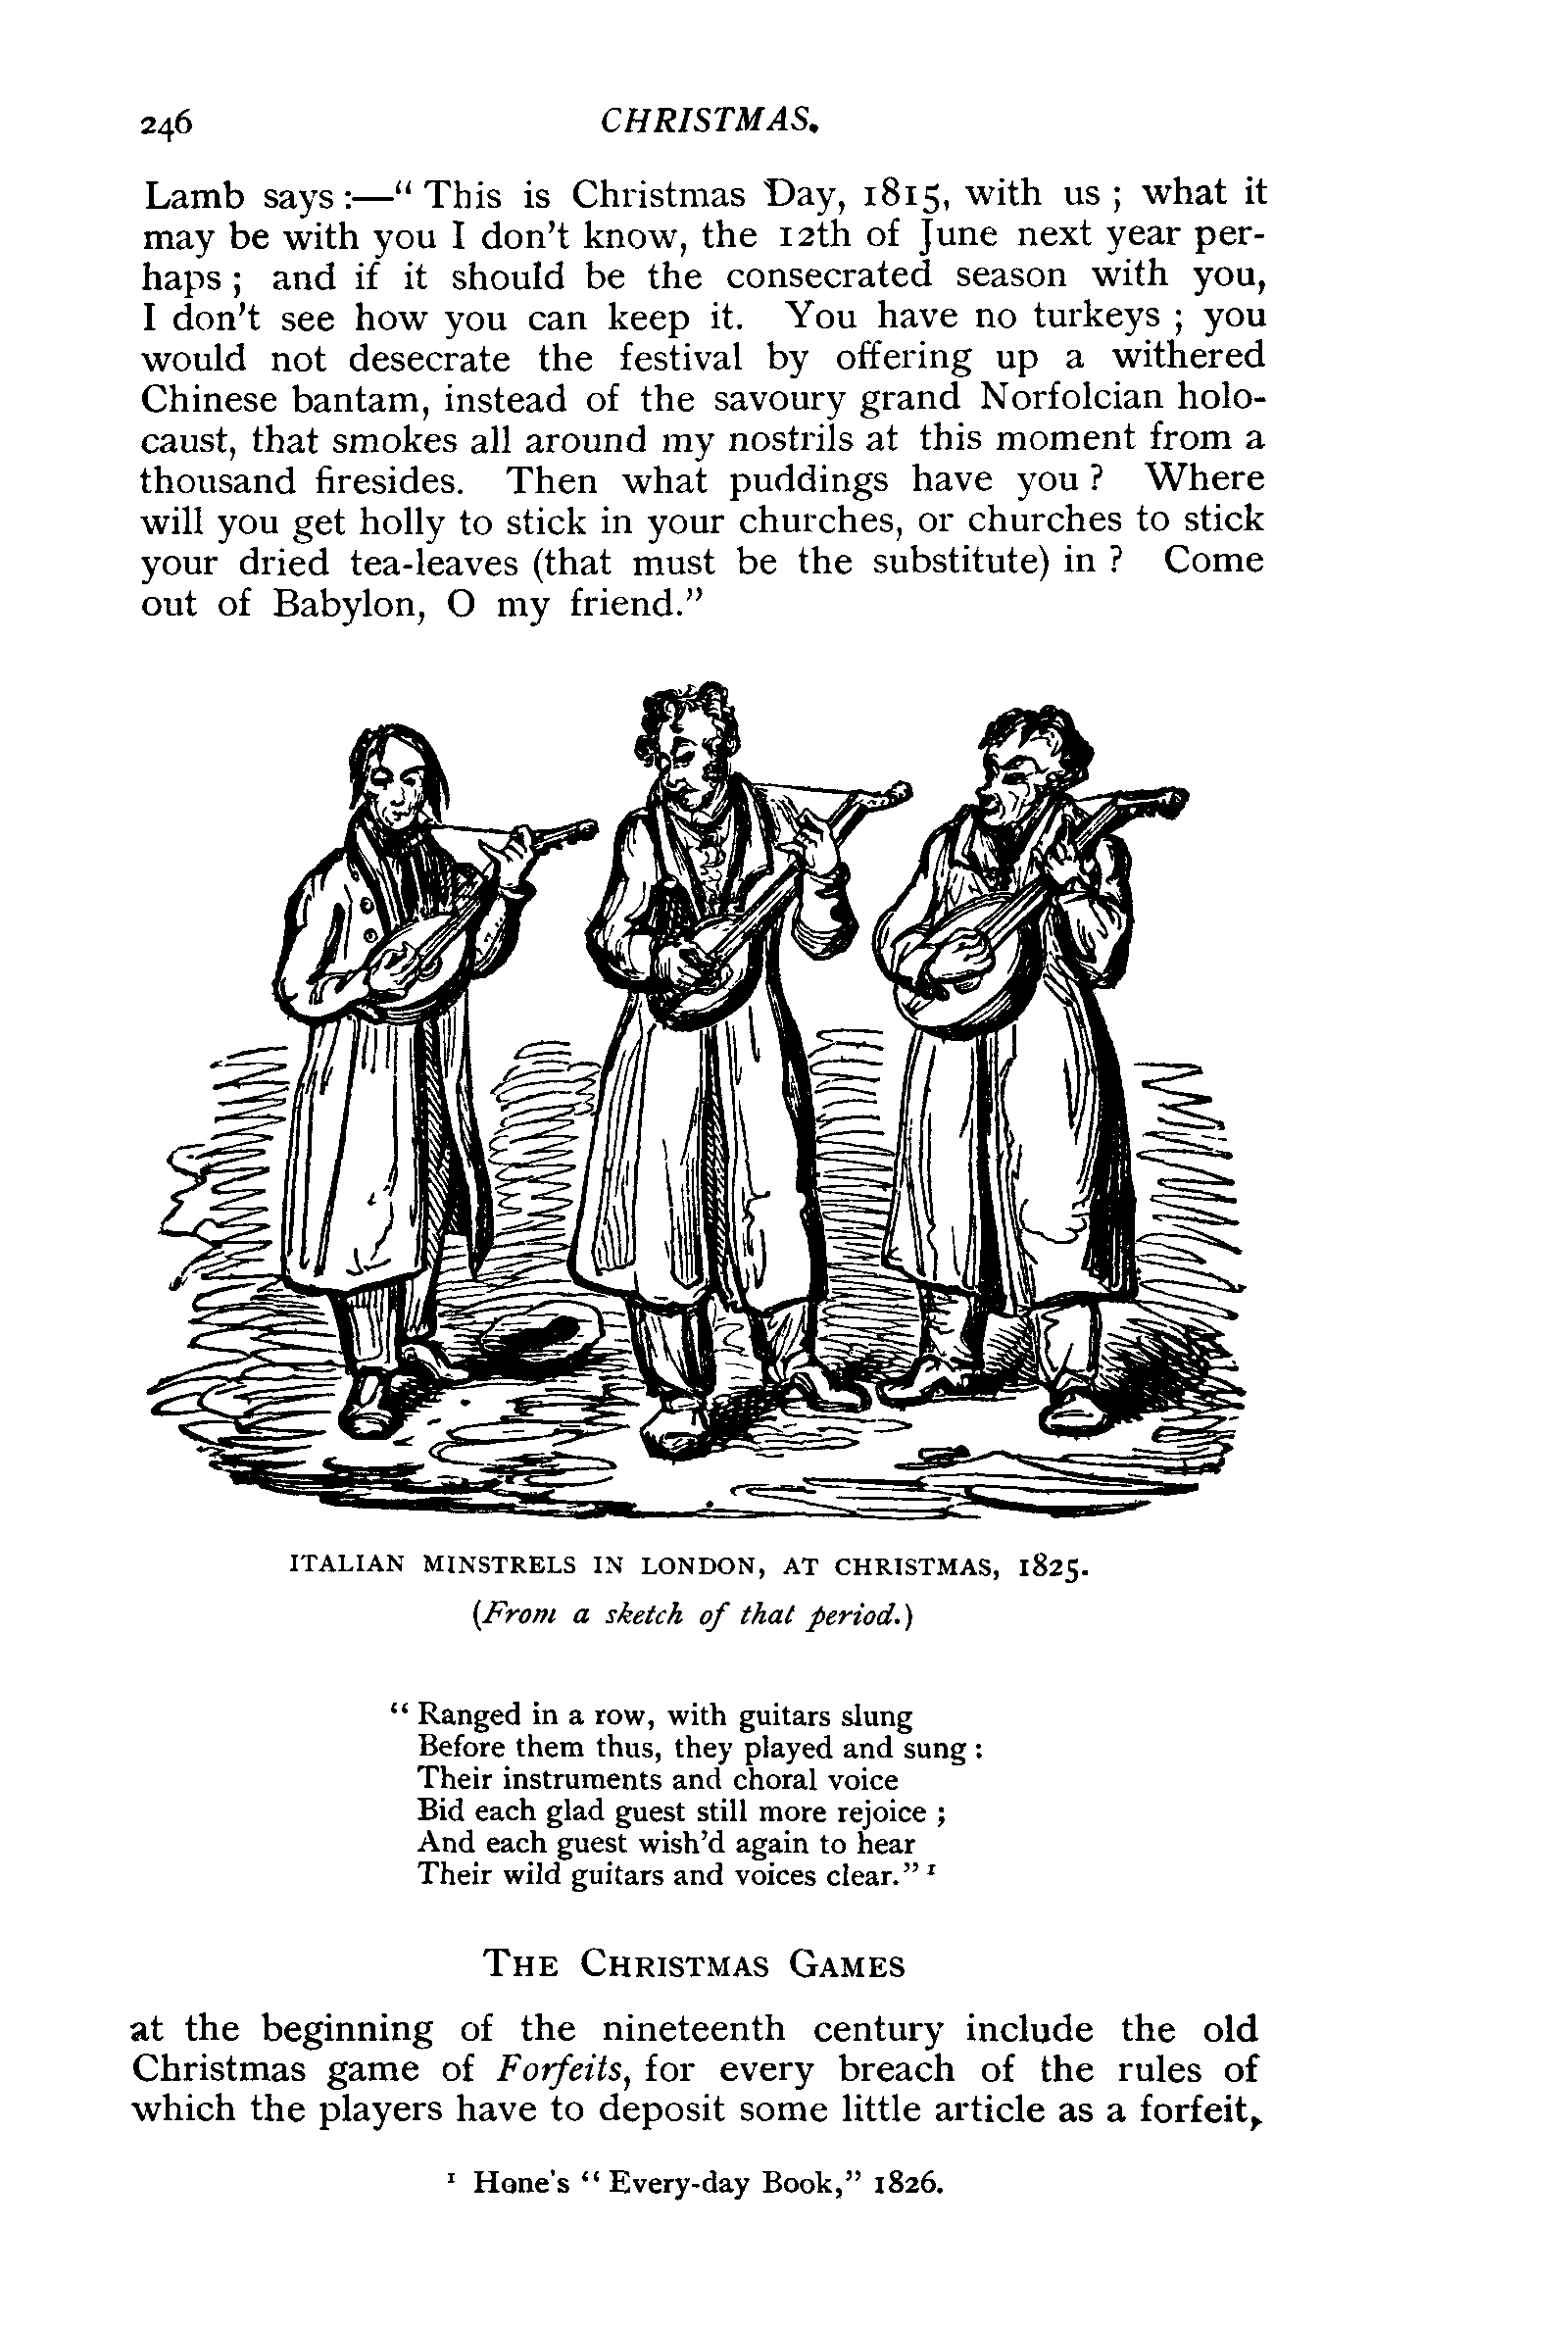 246 CHRISTMAS.
Lamb says:—“This is Christmas Day, 1815, with us; what it
may be with you I don’t know, the 12th of June next year per-
haps; and if it should be the consecrated season with you,
I don’t see how you can keep it. You have no turkeys; you
would not desecrate the festival by offering up a withered
Chinese bantam, instead of the savoury grand Norfolcian holo-
caust, that smokes all around my nostrils at this moment from a
thousand firesides. Then what puddings have you? Where
will you get holly to stick in your churches, or churches to stick
your dried tea-leaves (that must be the substitute) in? Come
out of Babylon, O my friend.”
ITALIAN MINSTRELS IN LONDON, AT CHRISTMAS, 1825.
(From a sketch of that period.)
“Ranged in a row, with guitars slung
Before them thus, they played and sung:
Their instruments and choral voice
Bid each glad guest still more rejoice;
And each guest wish’d again to hear
Their wild guitars and voices clear.” 1
THE CHRISTMAS GAMES
at the beginning of the nineteenth century include the old
Christmas game of Forfeits, for every breach of the rules of
which the players have to deposit some little article as a forfeit,
1 Hone’s “Every-day Book,” 1826.